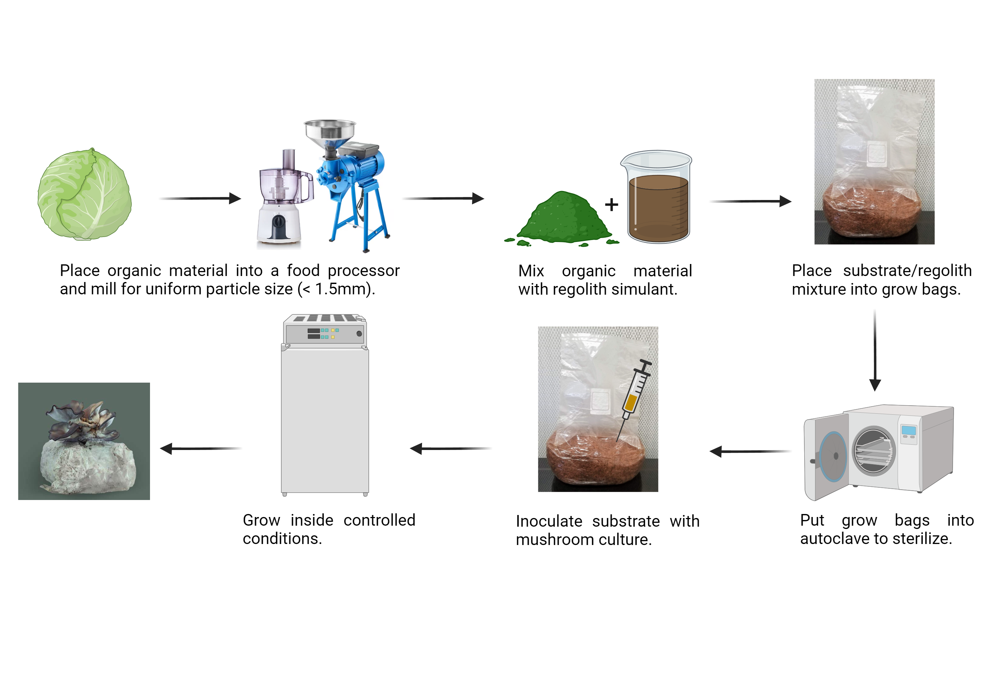 Place organic material into a food processor
and mill for uniform particle size (< 1.5mm).
+
Mix organic material
with regolith simulant.
Place substrate/regolith
mixture into grow bags.
Grow inside controlled
conditions.
Inoculate substrate with
mushroom culture.
Put grow bags into
autoclave to sterilize.